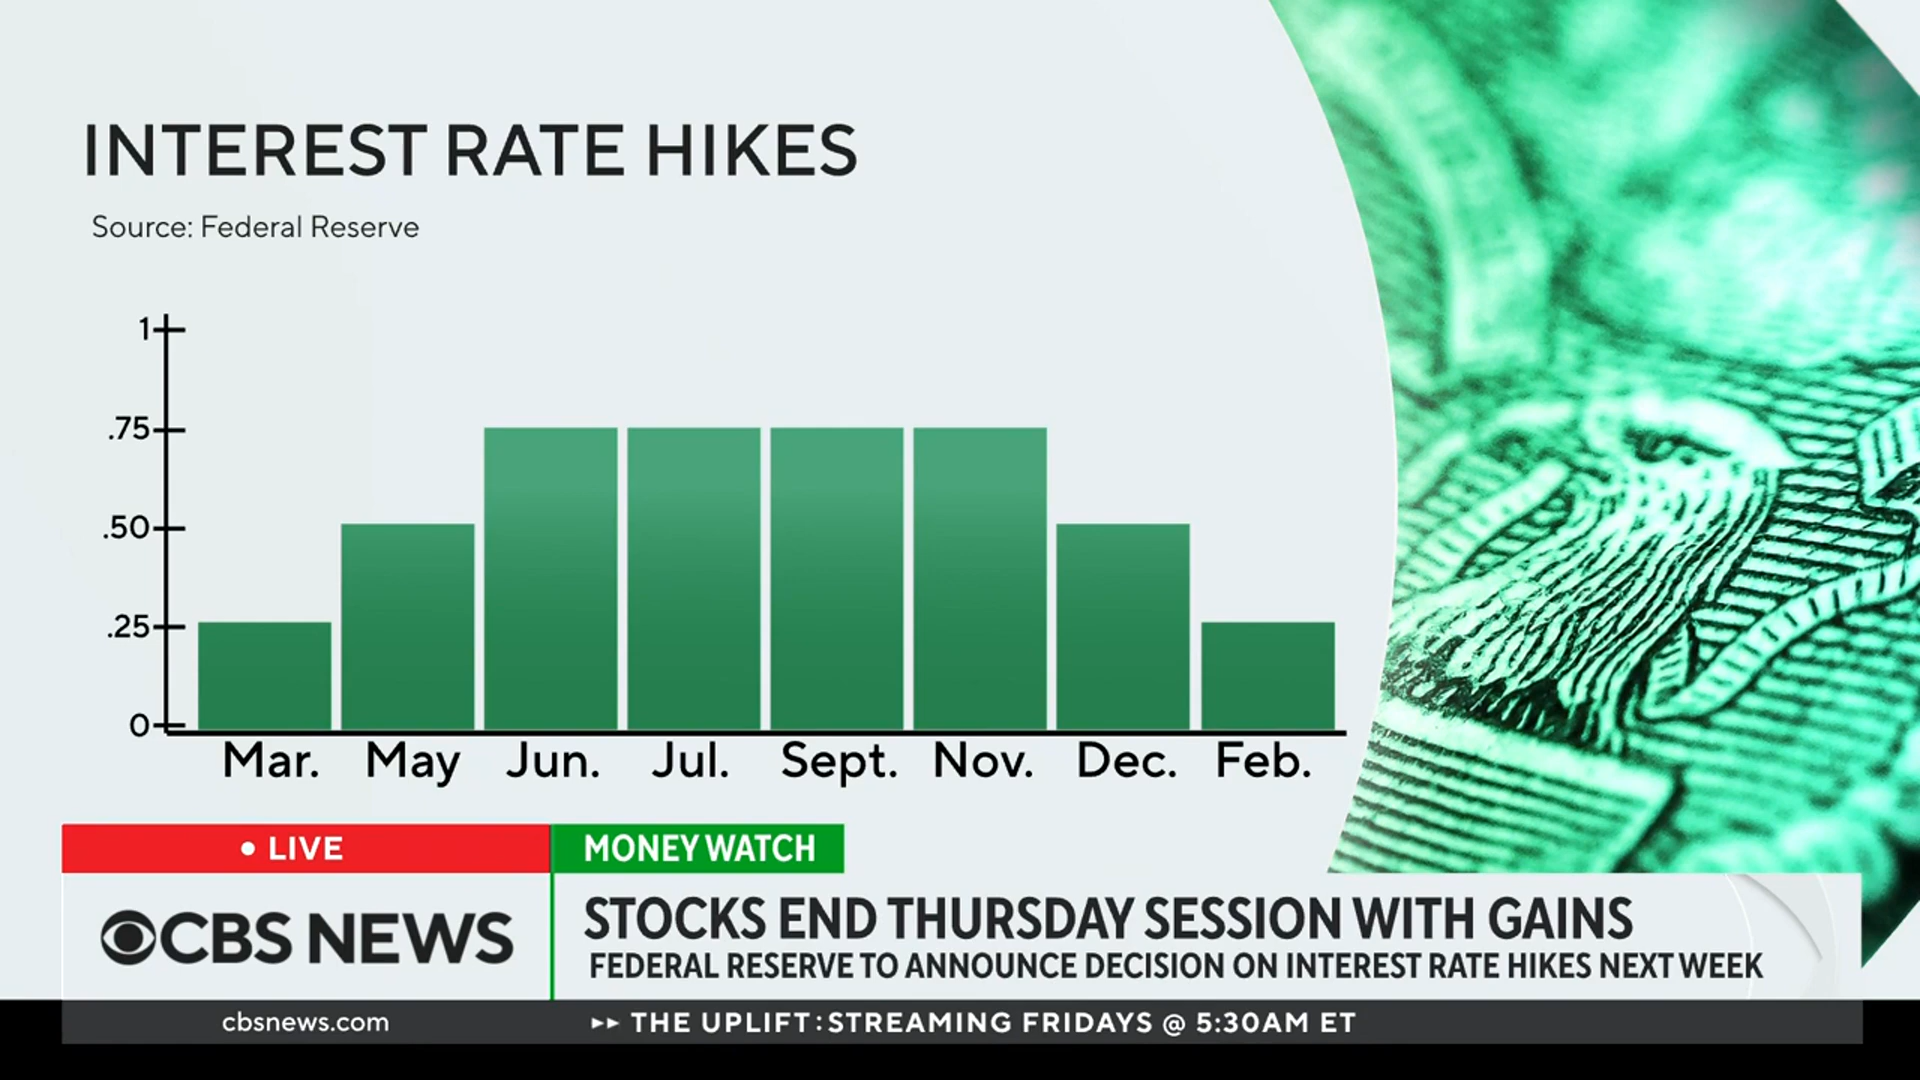 INTEREST RATE HIKES
Source: Federal Reserve
1
.75
.50
.25
0
Mar. May Jun. Jul. Sept. Nov. Dec. Feb.
• LIVE
MONEY WATCH
CBS NEWS
STOCKS END THURSDAY SESSION WITH GAINS
FEDERAL RESERVE TO ANNOUNCE DECISION ON INTEREST RATE HIKES NEXT WEEK
cbsnews.com
THE UPLIFT: STREAMING FRIDAYS @ 5:30AM ET